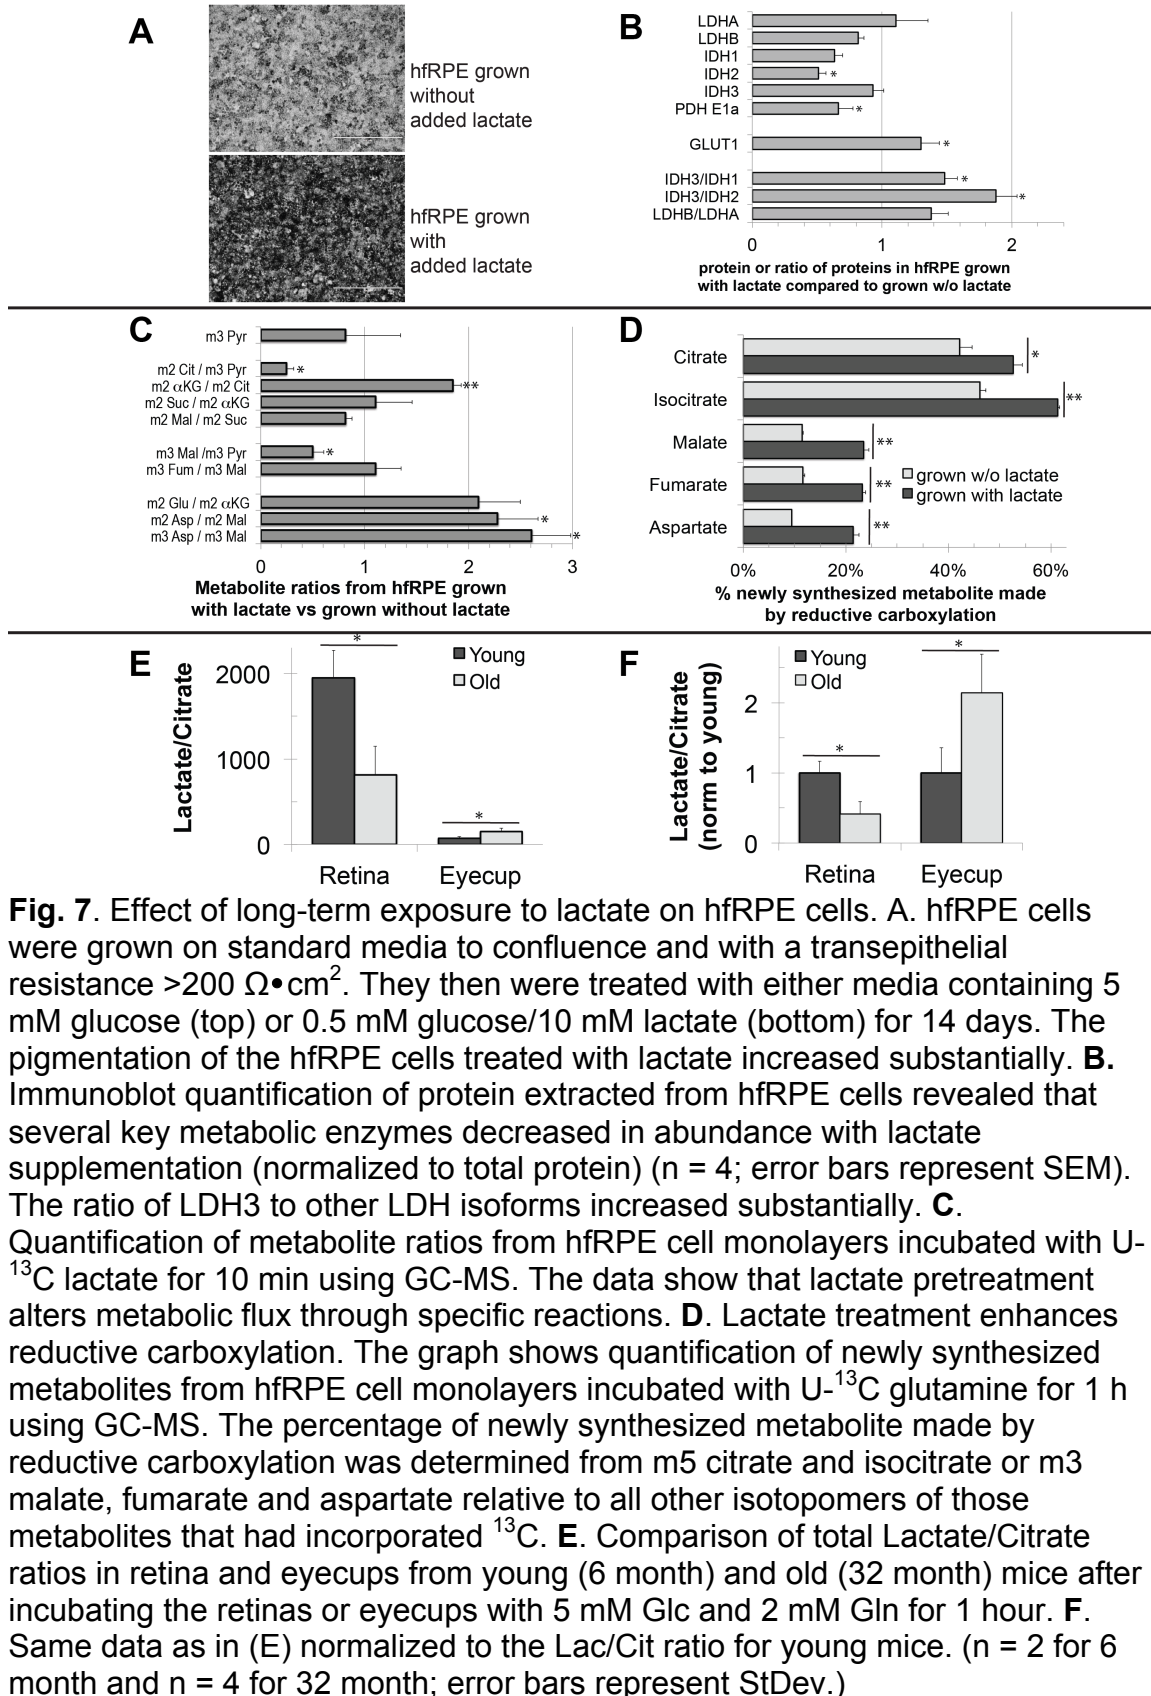 A
hfRPE grown
without
added lactate
hfRPE grown
with
added lactate
B
LDHA
LDHB
IDH1
IDH2
*
IDH3
PDH E1a
*
GLUT1
*
IDH3/IDH1
*
IDH3/IDH2
*
LDHB/LDHA
0 1 2
protein or ratio of proteins in hfRPE grown
with lactate compared to grown w/o lactate
C
m3 Pyr
m2 Cit / m3 Pyr
*
m2 αKG / m2 Cit
**
m2 Suc / m2 αKG
m2 Mal / m2 Suc
m3 Mal /m3 Pyr
*
m3 Fum / m3 Mal
m2 Glu / m2 αKG
m2 Asp / m2 Mal
*
m3 Asp / m3 Mal
*
0 1 2 3
Metabolite ratios from hfRPE grown
with lactate vs grown without lactate
D
Citrate
*
Isocitrate
**
Malate
**
Fumarate
**
Aspartate
**
grown w/o lactate
grown with lactate
0% 20% 40% 60%
% newly synthesized metabolite made
by reductive carboxylation
E
Lactate/Citrate
2000
1000
0
*
*
Young
Old
Retina Eyecup
F
Lactate/Citrate
(norm to young)
2
1
0
*
*
Young
Old
Retina Eyecup
Fig. 7. Effect of long-term exposure to lactate on hfRPE cells. A. hfRPE cells
were grown on standard media to confluence and with a transepithelial
resistance >200 Ω•cm2. They then were treated with either media containing 5
mM glucose (top) or 0.5 mM glucose/10 mM lactate (bottom) for 14 days. The
pigmentation of the hfRPE cells treated with lactate increased substantially. B.
Immunoblot quantification of protein extracted from hfRPE cells revealed that
several key metabolic enzymes decreased in abundance with lactate
supplementation (normalized to total protein) (n = 4; error bars represent SEM).
The ratio of LDH3 to other LDH isoforms increased substantially. C.
Quantification of metabolite ratios from hfRPE cell monolayers incubated with U-
13C lactate for 10 min using GC-MS. The data show that lactate pretreatment
alters metabolic flux through specific reactions. D. Lactate treatment enhances
reductive carboxylation. The graph shows quantification of newly synthesized
metabolites from hfRPE cell monolayers incubated with U-13C glutamine for 1 h
using GC-MS. The percentage of newly synthesized metabolite made by
reductive carboxylation was determined from m5 citrate and isocitrate or m3
malate, fumarate and aspartate relative to all other isotopomers of those
metabolites that had incorporated 13C. E. Comparison of total Lactate/Citrate
ratios in retina and eyecups from young (6 month) and old (32 month) mice after
incubating the retinas or eyecups with 5 mM Glc and 2 mM Gln for 1 hour. F.
Same data as in (E) normalized to the Lac/Cit ratio for young mice. (n = 2 for 6
month and n = 4 for 32 month; error bars represent StDev.)